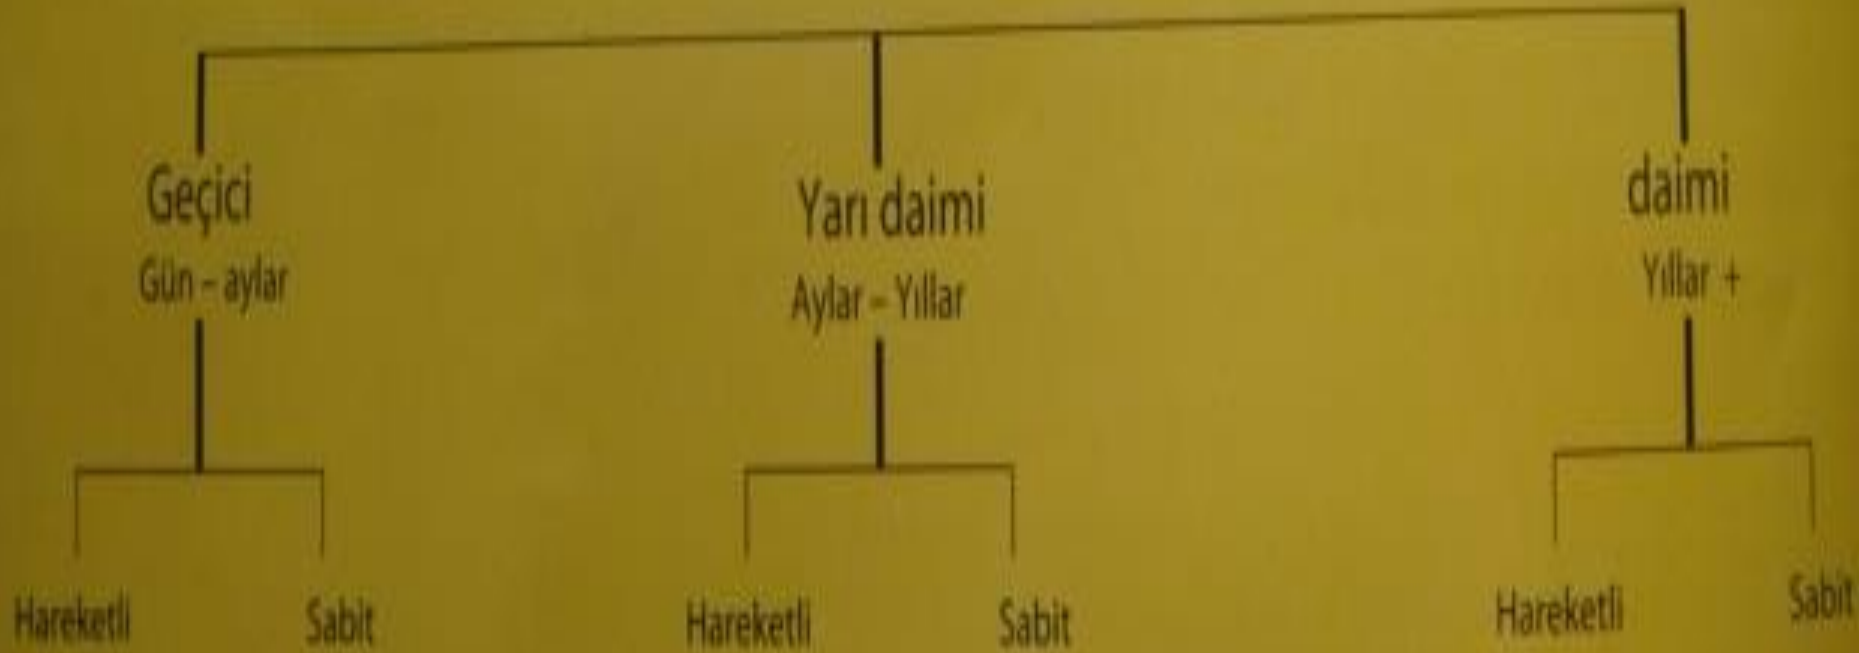 Geçici
Gün – aylar
Yarı daimi
Aylar – Yıllar
daimi
Yıllar +
Hareketli
Sabit
Hareketli
Sabit
Hareketli
Sabit